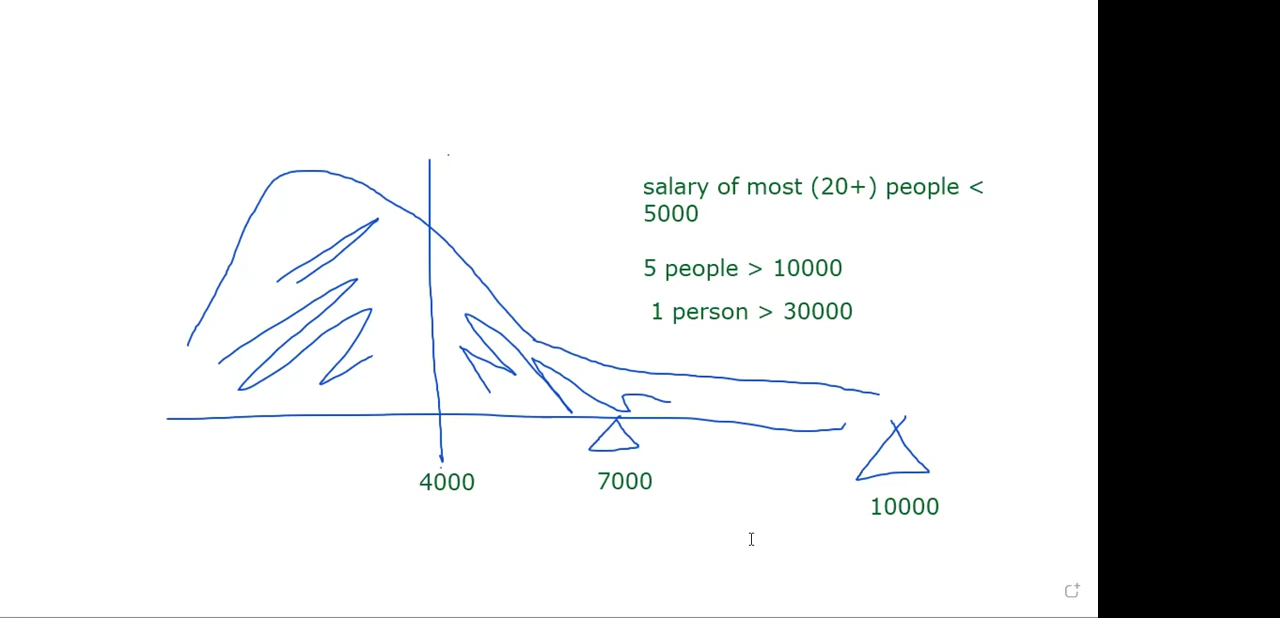 salary of most (20+) people <
5000
5 people > 10000
1 person > 30000
4000
7000
10000